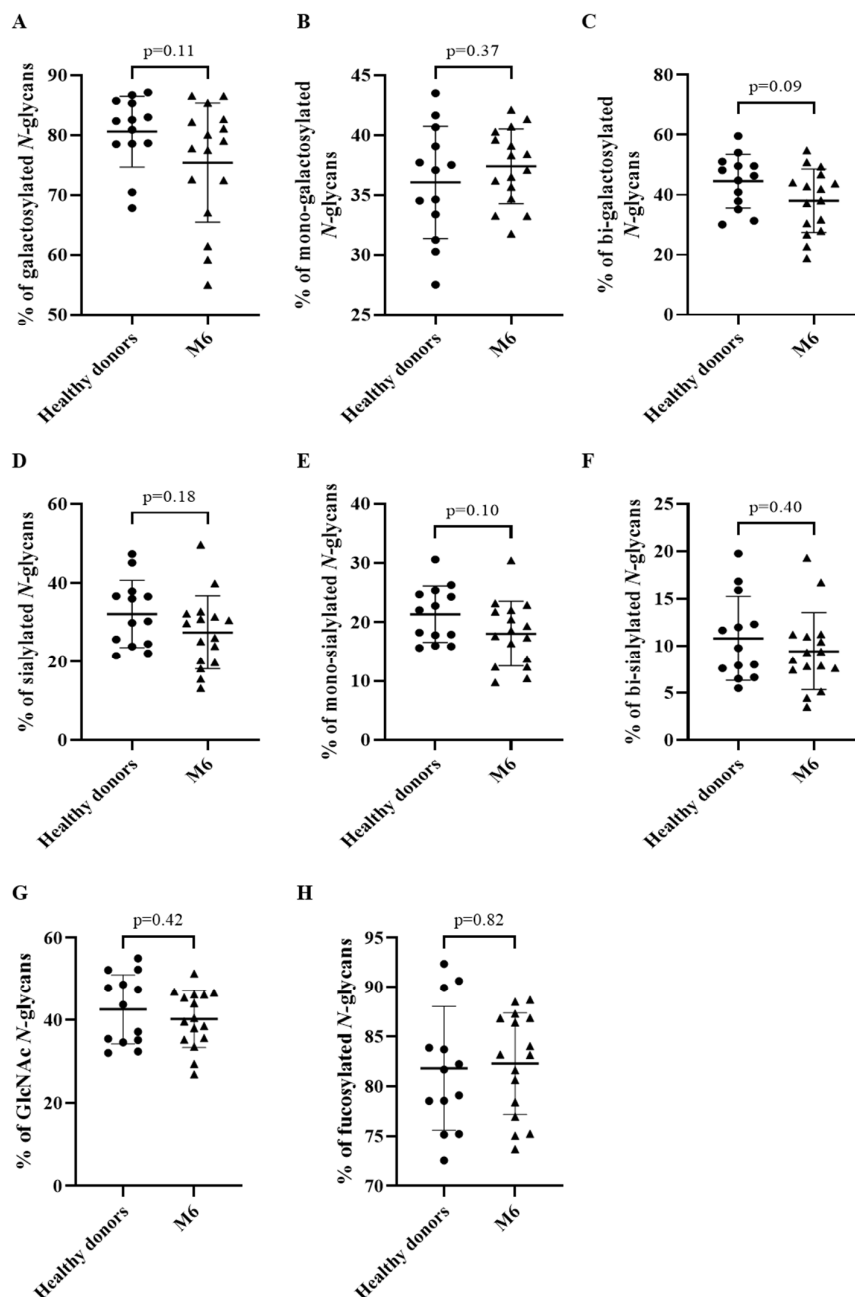 A
% of galactosylated N-glycans
p=0.11
90
80
70
60
50
Healthy donors
M6
B
% of mono-galactosylated
N-glycans
p=0.37
45
40
35
30
25
Healthy donors
M6
C
% of bi-galactosylated
N-glycans
p=0.09
80
60
40
20
0
Healthy donors
M6
D
% of sialylated N-glycans
p=0.18
60
40
20
0
Healthy donors
M6
E
% of mono-sialylated N-glycans
p=0.10
40
30
20
10
0
Healthy donors
M6
F
% of bi-sialylated N-glycans
p=0.40
25
20
15
10
5
0
Healthy donors
M6
G
% of GlcNAc N-glycans
p=0.42
60
40
20
0
Healthy donors
M6
H
% of fucosylated N-glycans
p=0.82
95
90
85
80
75
70
Healthy donors
M6